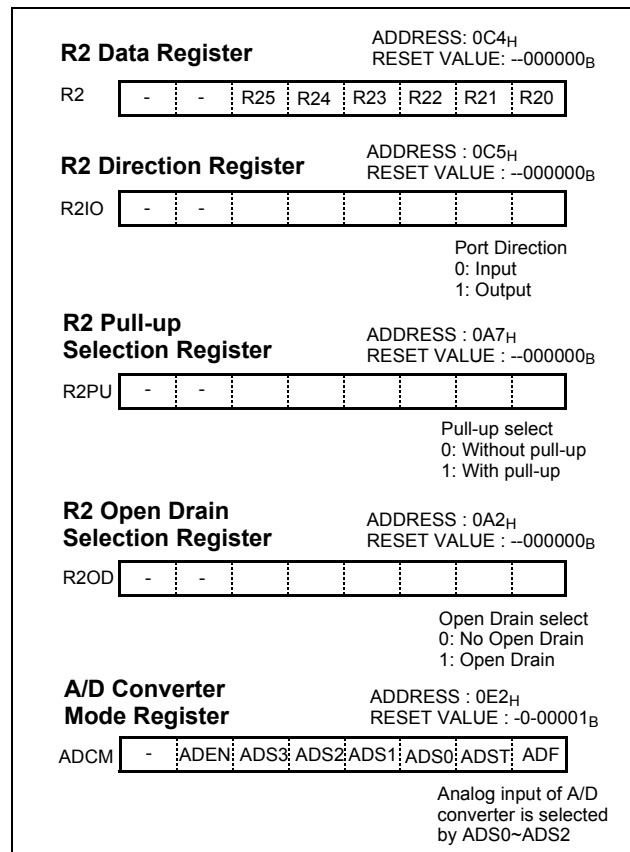 R2 Data Register
ADDRESS: 0C4H
RESET VALUE: --000000B
R2 - - R25 R24 R23 R22 R21 R20
R2 Direction Register
ADDRESS : 0C5H
RESET VALUE : --000000B
R2IO - -
Port Direction
0: Input
1: Output
R2 Pull-up
Selection Register
ADDRESS : 0A7H
RESET VALUE : --000000B
R2PU - -
Pull-up select
0: Without pull-up
1: With pull-up
R2 Open Drain
Selection Register
ADDRESS : 0A2H
RESET VALUE : --000000B
R2OD - -
Open Drain select
0: No Open Drain
1: Open Drain
A/D Converter
Mode Register
ADDRESS : 0E2H
RESET VALUE : -0-00001B
ADCM - ADEN ADS3 ADS2 ADS1 ADS0 ADST ADF
Analog input of A/D
converter is selected
by ADS0~ADS2